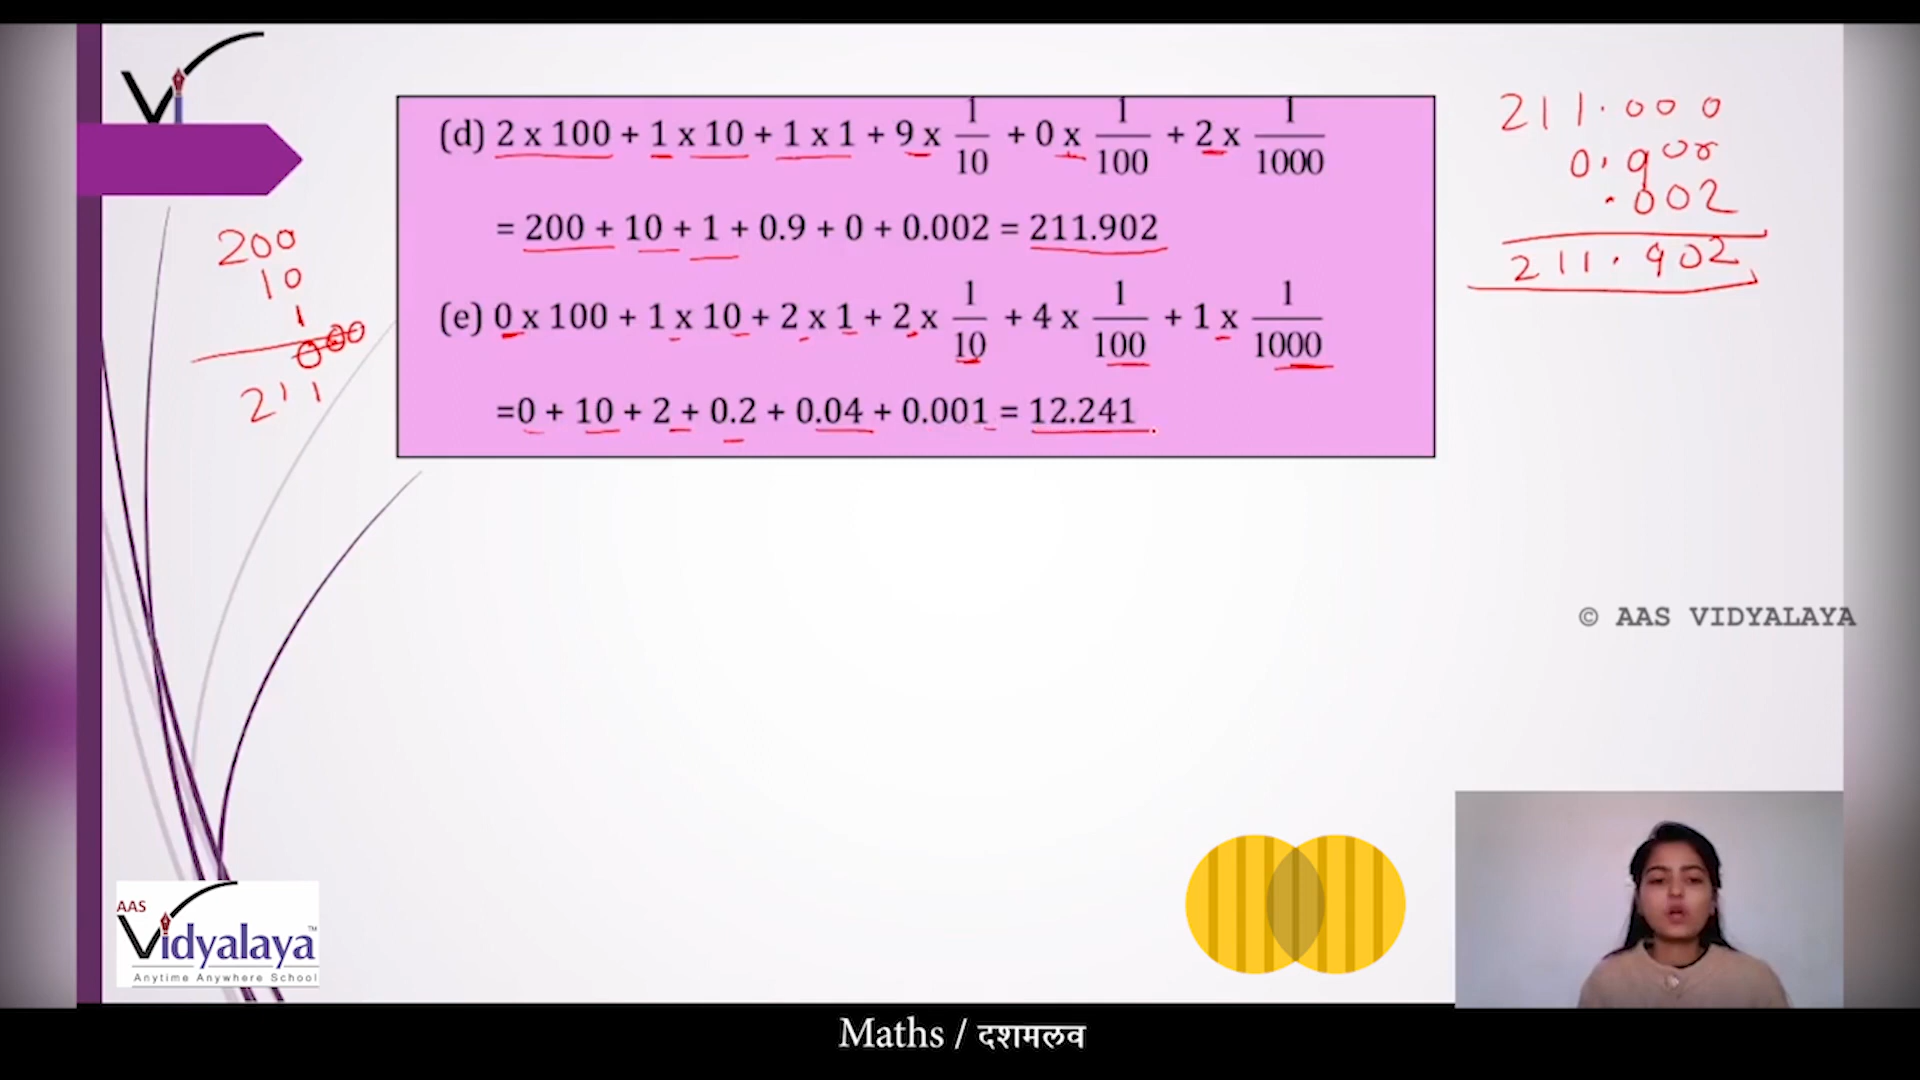 (d) 2 x 100 + 1 x 10 + 1 x 1 + 9 x 1/10 + 0 x 1/100 + 2 x 1/1000
= 200 + 10 + 1 + 0.9 + 0 + 0.002 = 211.902
(e) 0 x 100 + 1 x 10 + 2 x 1 + 2 x 1/10 + 4 x 1/100 + 1 x 1/1000
=0 + 10 + 2 + 0.2 + 0.04 + 0.001 = 12.241
200
10
1
000
211
211.000
0.900
.002
211.902
© AAS VIDYALAYA
AAS
Vidyalaya™
Anytime Anywhere School
Maths / दशमलव